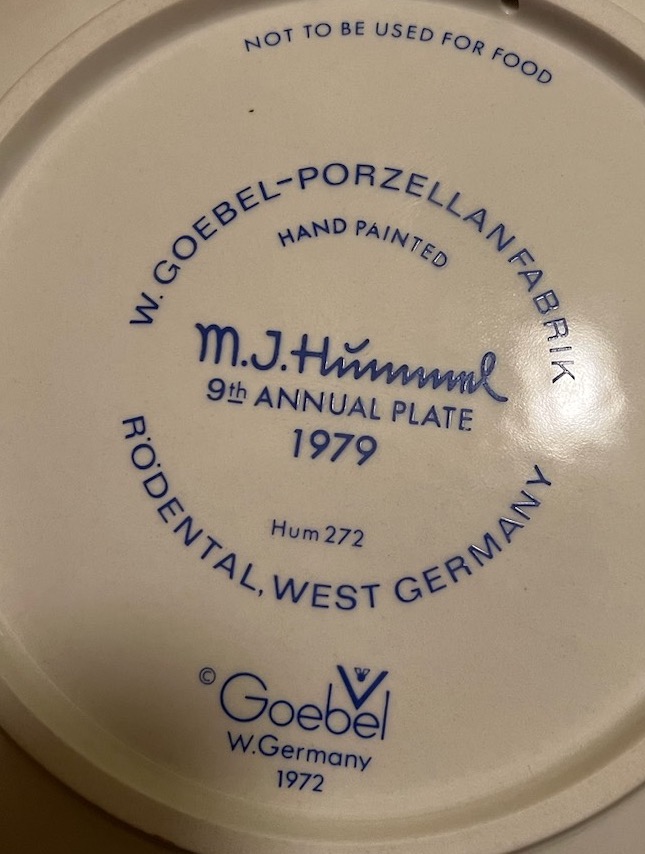 NOT TO BE USED FOR FOOD
W. GOEBEL-PORZELLANFABRIK
HAND PAINTED
M.J.Hummel
9th ANNUAL PLATE
1979
Hum 272
RÖDENTAL, WEST GERMANY
© Goebel
W.Germany
1972